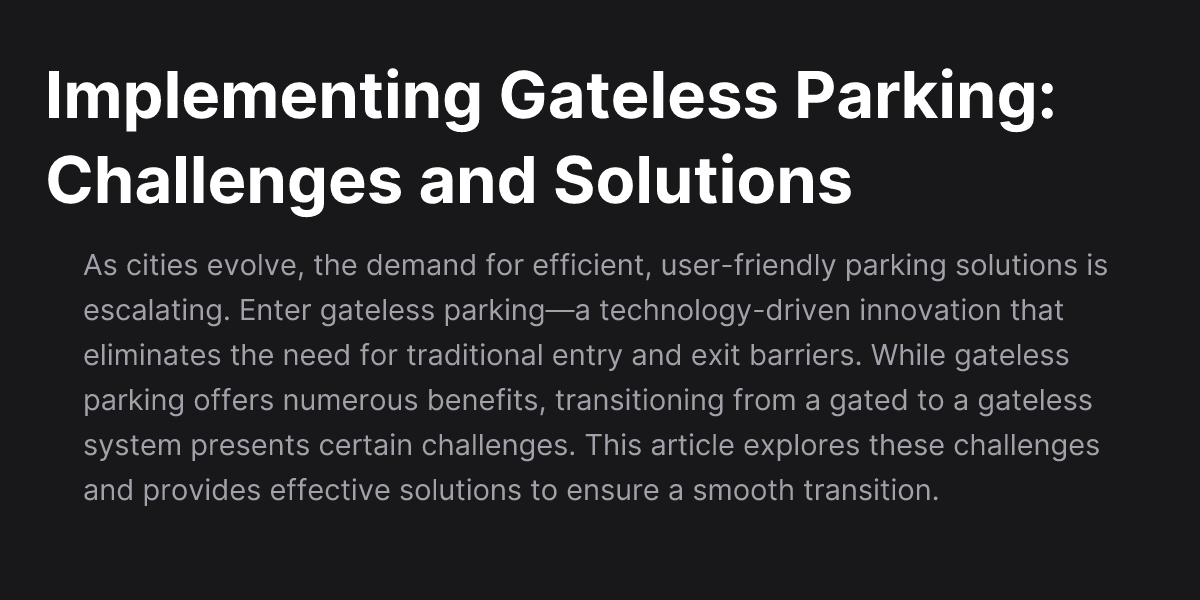 Implementing Gateless Parking:
Challenges and Solutions
As cities evolve, the demand for efficient, user-friendly parking solutions is
escalating. Enter gateless parking—a technology-driven innovation that
eliminates the need for traditional entry and exit barriers. While gateless
parking offers numerous benefits, transitioning from a gated to a gateless
system presents certain challenges. This article explores these challenges
and provides effective solutions to ensure a smooth transition.